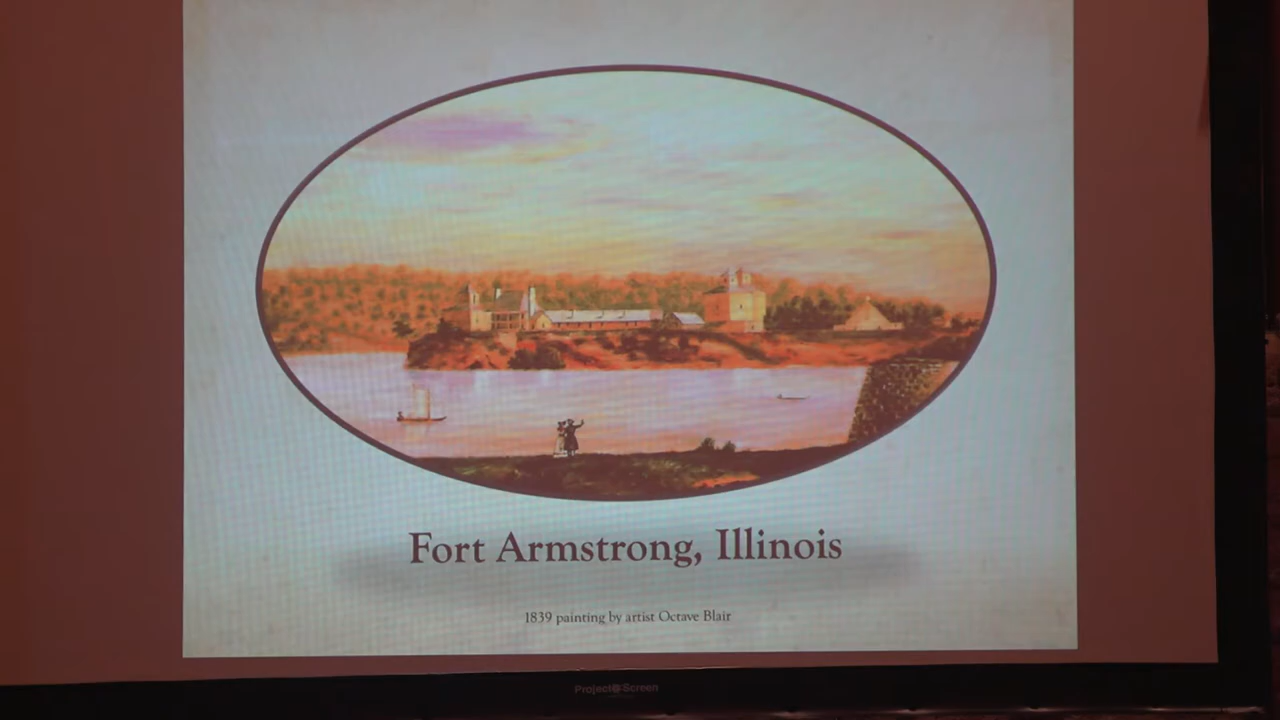 Fort Armstrong, Illinois
1839 painting by artist Octave Blair
Project@Screen